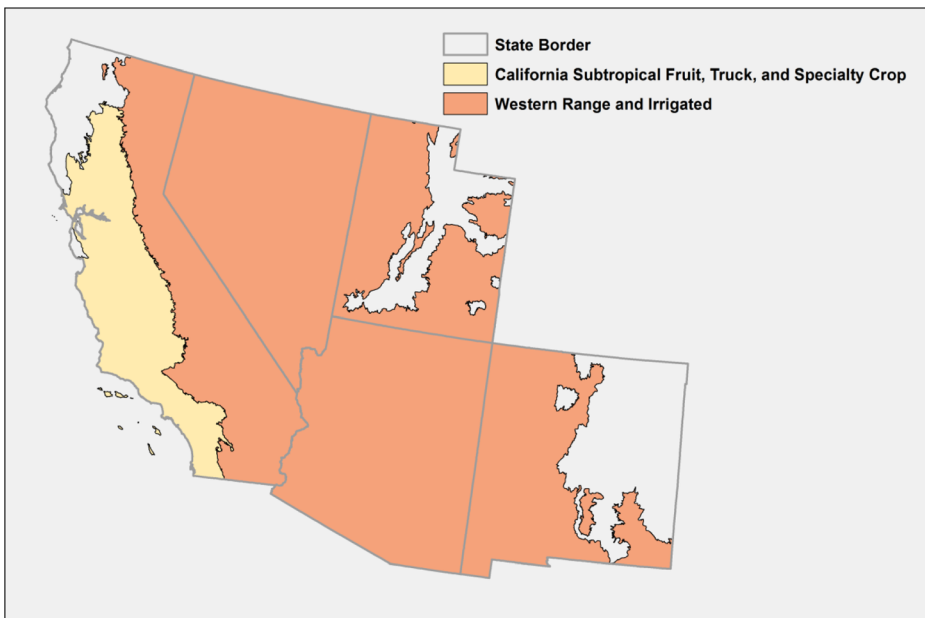 State Border
California Subtropical Fruit, Truck, and Specialty Crop
Western Range and Irrigated